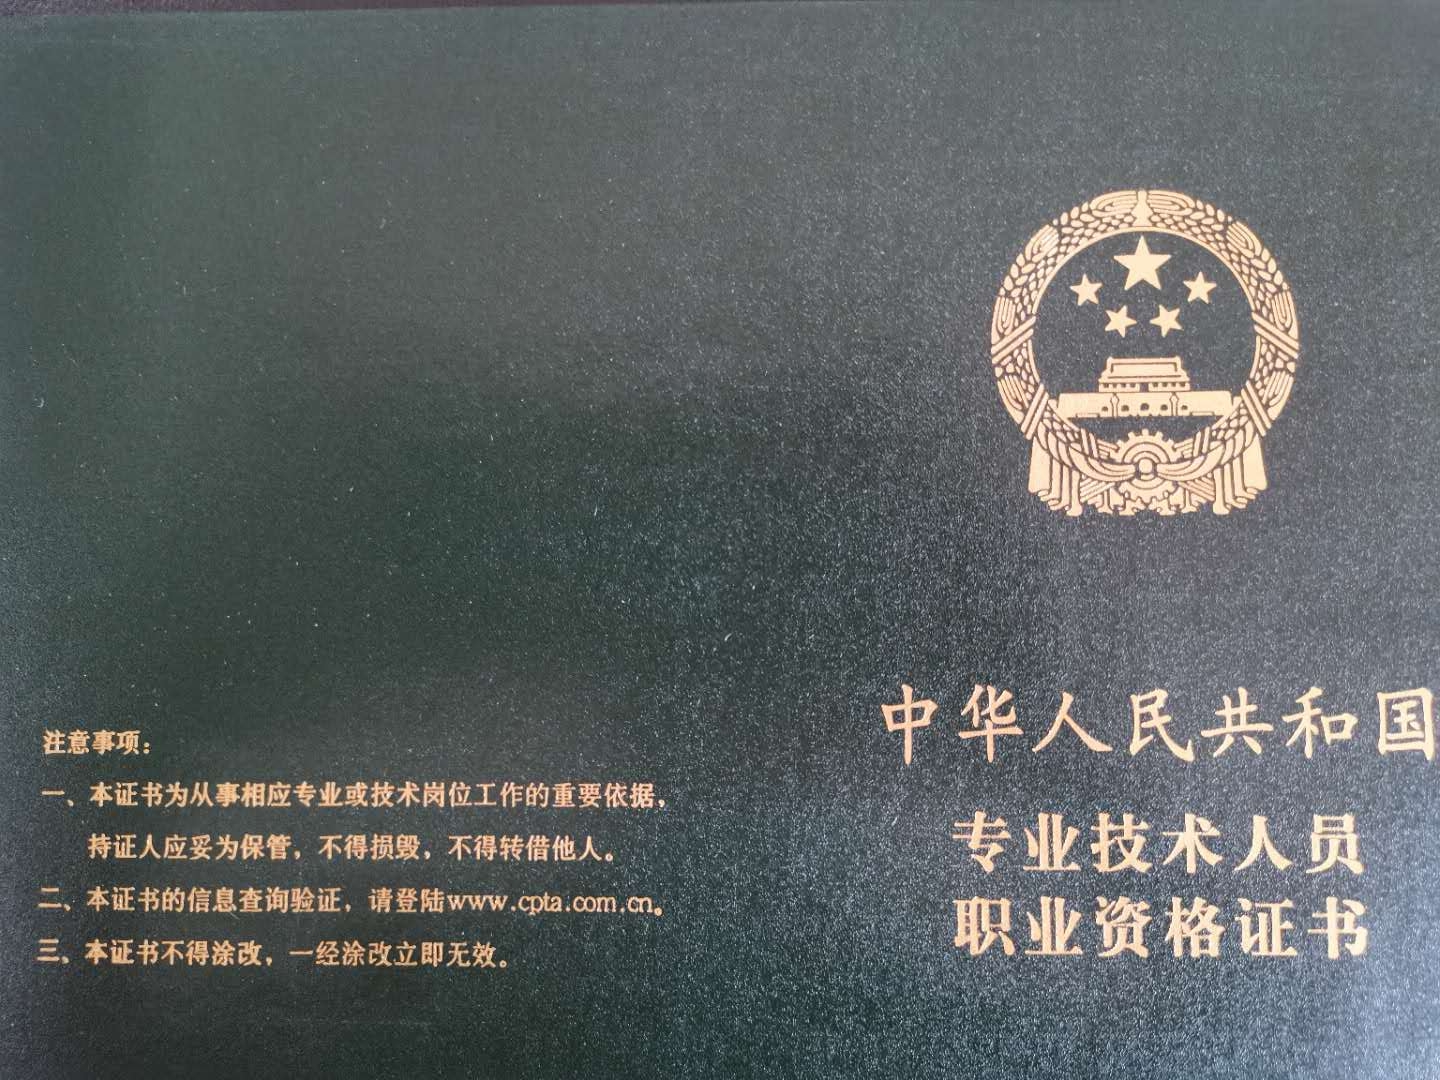 注意事项：
一、本证书为从事相应专业或技术岗位工作的重要依据，
持证人应妥为保管，不得损毁，不得转借他人。
二、本证书的信息查询验证，请登陆www.cpta.com.cn。
三、本证书不得涂改，一经涂改立即无效。
中华人民共和国
专业技术人员
职业资格证书